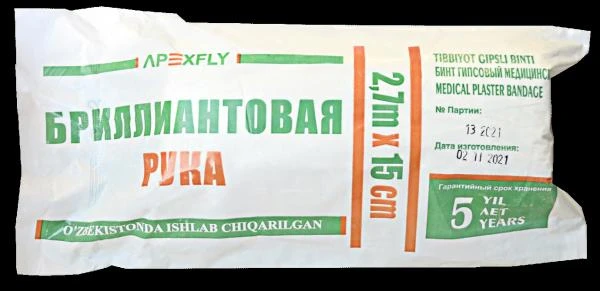 APEXFLY
БРИЛЛИАНТОВАЯ
РУКА
O'ZBEKISTONDA ISHLAB CHIQARILGAN
2,7m x 15 cm
TIBBIYOT GIPSLI BINTI
БИНТ ГИПСОВЫЙ МЕДИЦИНС
MEDICAL PLASTER BANDAGE
№ Партии:
13 2021
Дата изготовления:
02 11 2021
Гарантийный срок хранения
5 YIL
ЛЕТ
YEARS